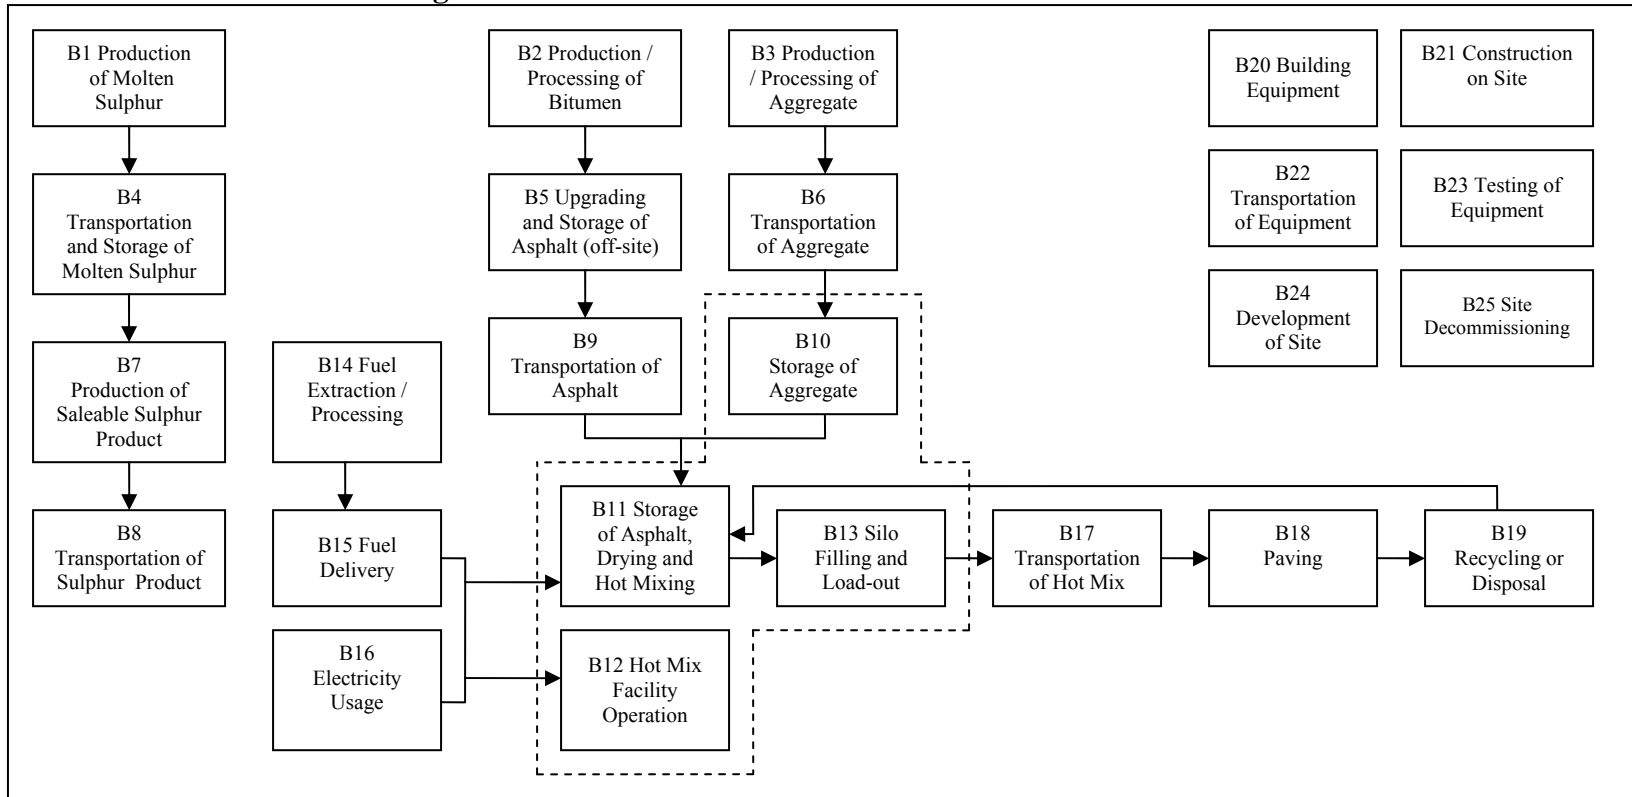 B1 Production
of Molten
Sulphur
B2 Production /
Processing of
Bitumen
B3 Production
/ Processing of
Aggregate
B20 Building
Equipment
B21 Construction
on Site
B4
Transportation
and Storage of
Molten Sulphur
B5 Upgrading
and Storage of
Asphalt (off-site)
B6
Transportation
of Aggregate
B22
Transportation
of Equipment
B23 Testing of
Equipment
B7
Production of
Saleable Sulphur
Product
B14 Fuel
Extraction /
Processing
B9
Transportation of
Asphalt
B10
Storage of
Aggregate
B24
Development
of Site
B25 Site
Decommissioning
B8
Transportation of
Sulphur Product
B15 Fuel
Delivery
B11 Storage
of Asphalt,
Drying and
Hot Mixing
B13 Silo
Filling and
Load-out
B17
Transportation
of Hot Mix
B18
Paving
B19
Recycling or
Disposal
B16
Electricity
Usage
B12 Hot Mix
Facility
Operation